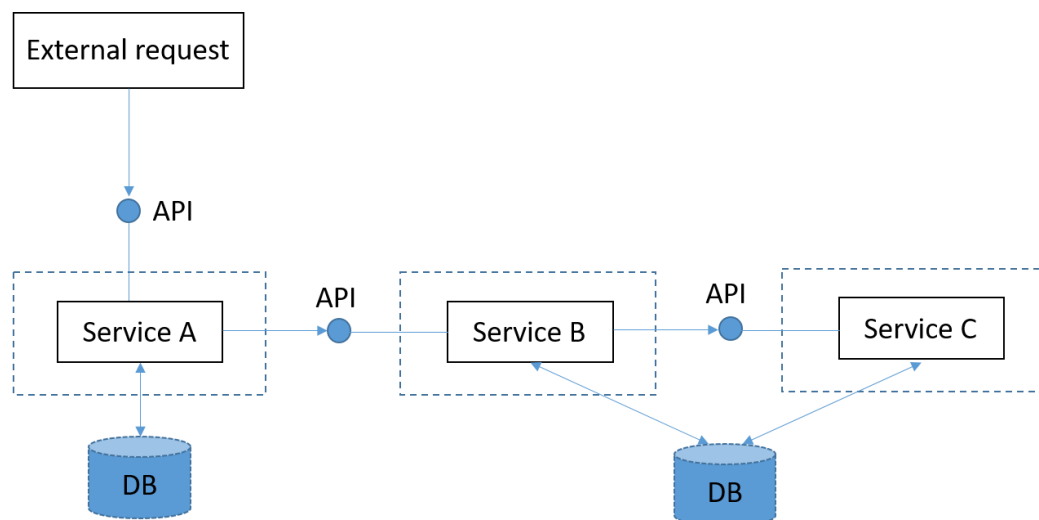 External request
API
API
API
Service A
Service B
Service C
DB
DB